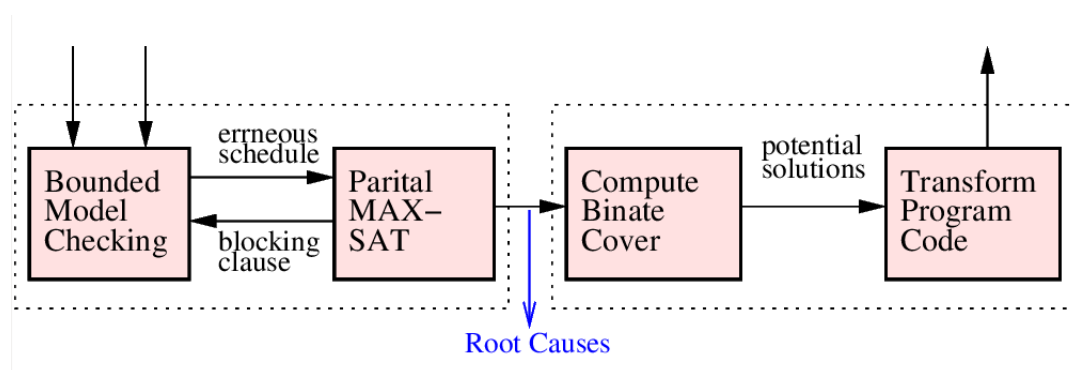 errneous
schedule
Bounded
Model
Checking
blocking
clause
Parital
MAX–
SAT
Root Causes
Compute
Binate
Cover
potential
solutions
Transform
Program
Code